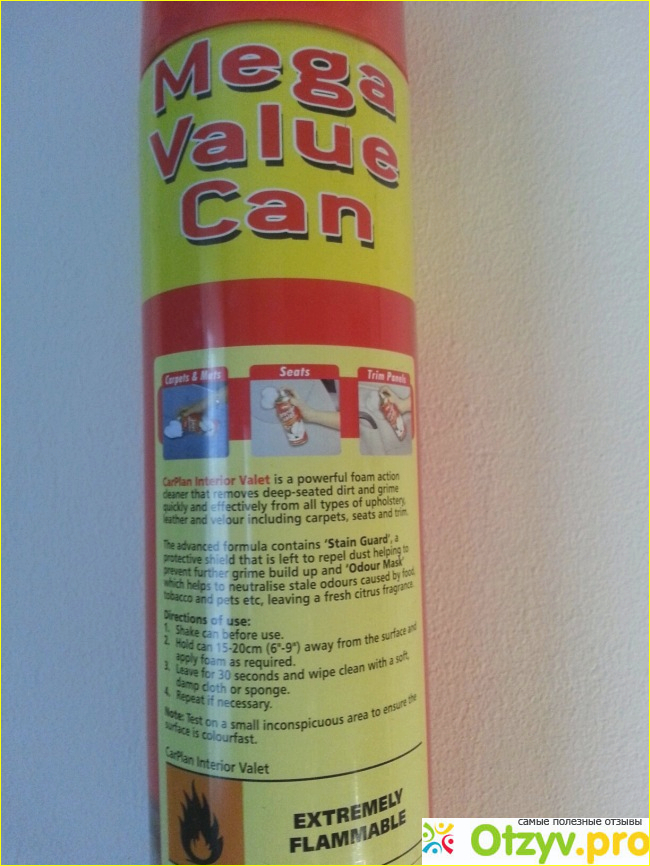 Mega
Value
Can
Carpets & Mats
Seats
Trim Panels
CarPlan Interior Valet is a powerful foam action
cleaner that removes deep-seated dirt and grime
quickly and effectively from all types of upholstery,
leather and velour including carpets, seats and trim.
The advanced formula contains 'Stain Guard', a
protective shield that is left to repel dust helping to
prevent further grime build up and 'Odour Mask'
which helps to neutralise stale odours caused by food,
tobacco and pets etc, leaving a fresh citrus fragrance.
Directions of use:
1. Shake can before use.
2. Hold can 15-20cm (6"-9") away from the surface and
apply foam as required.
3. Leave for 30 seconds and wipe clean with a soft,
damp cloth or sponge.
4. Repeat if necessary.
Note: Test on a small inconspicuous area to ensure the
surface is colourfast.
CarPlan Interior Valet
EXTREMELY
FLAMMABLE
самые полезные отзывы
Otzyv.pro